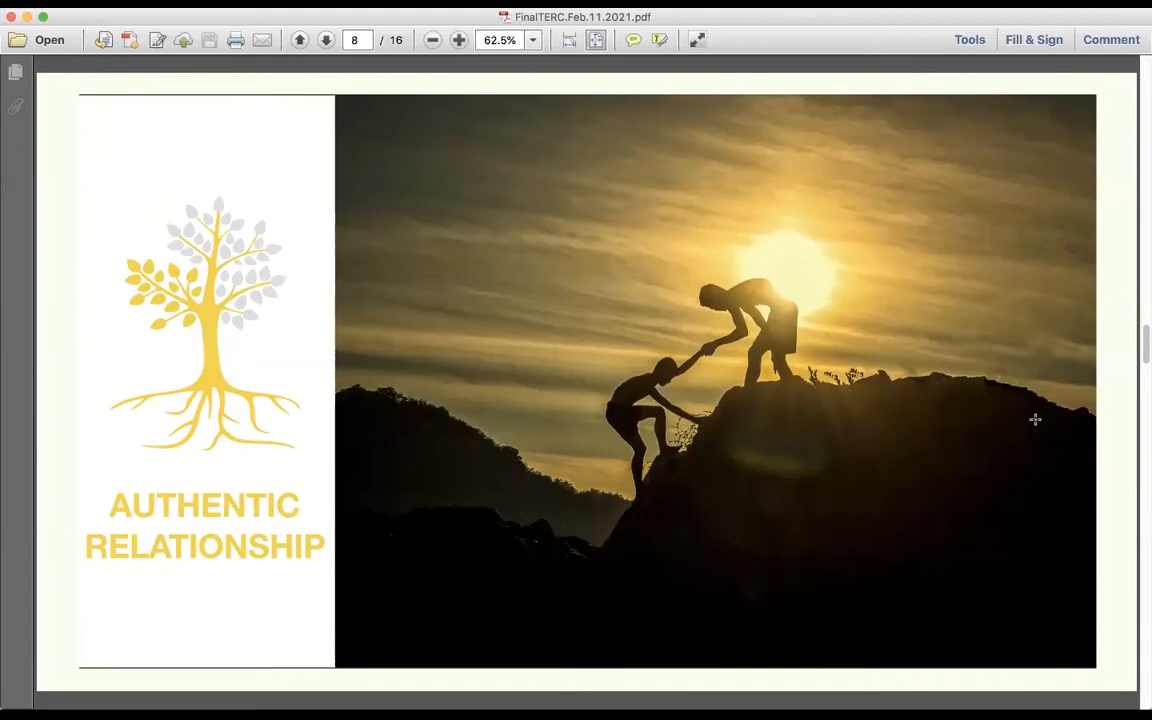 FinalTERC.Feb.11.2021.pdf
Open
8 / 16
62.5%
Tools
Fill & Sign
Comment
AUTHENTIC
RELATIONSHIP